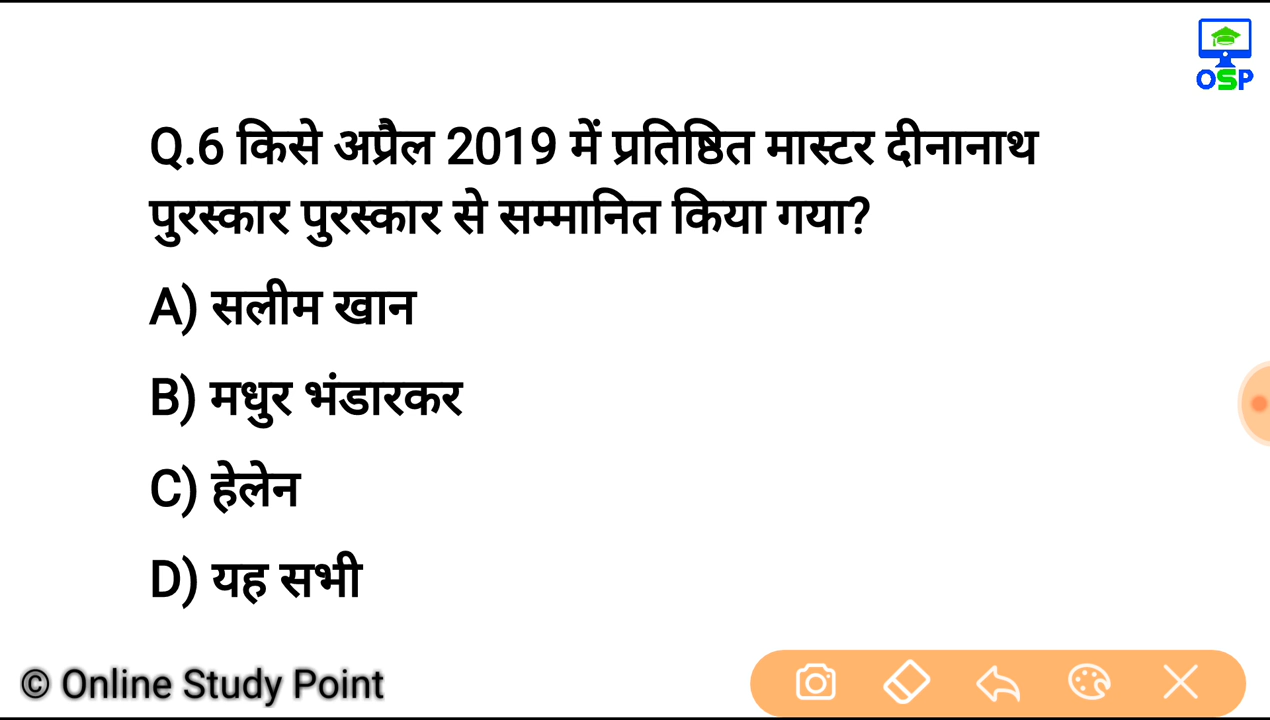 OSP
Q.6 किसे अप्रैल 2019 में प्रतिष्ठित मास्टर दीनानाथ
पुरस्कार पुरस्कार से सम्मानित किया गया?
A) सलीम खान
B) मधुर भंडारकर
C) हेलेन
D) यह सभी
© Online Study Point